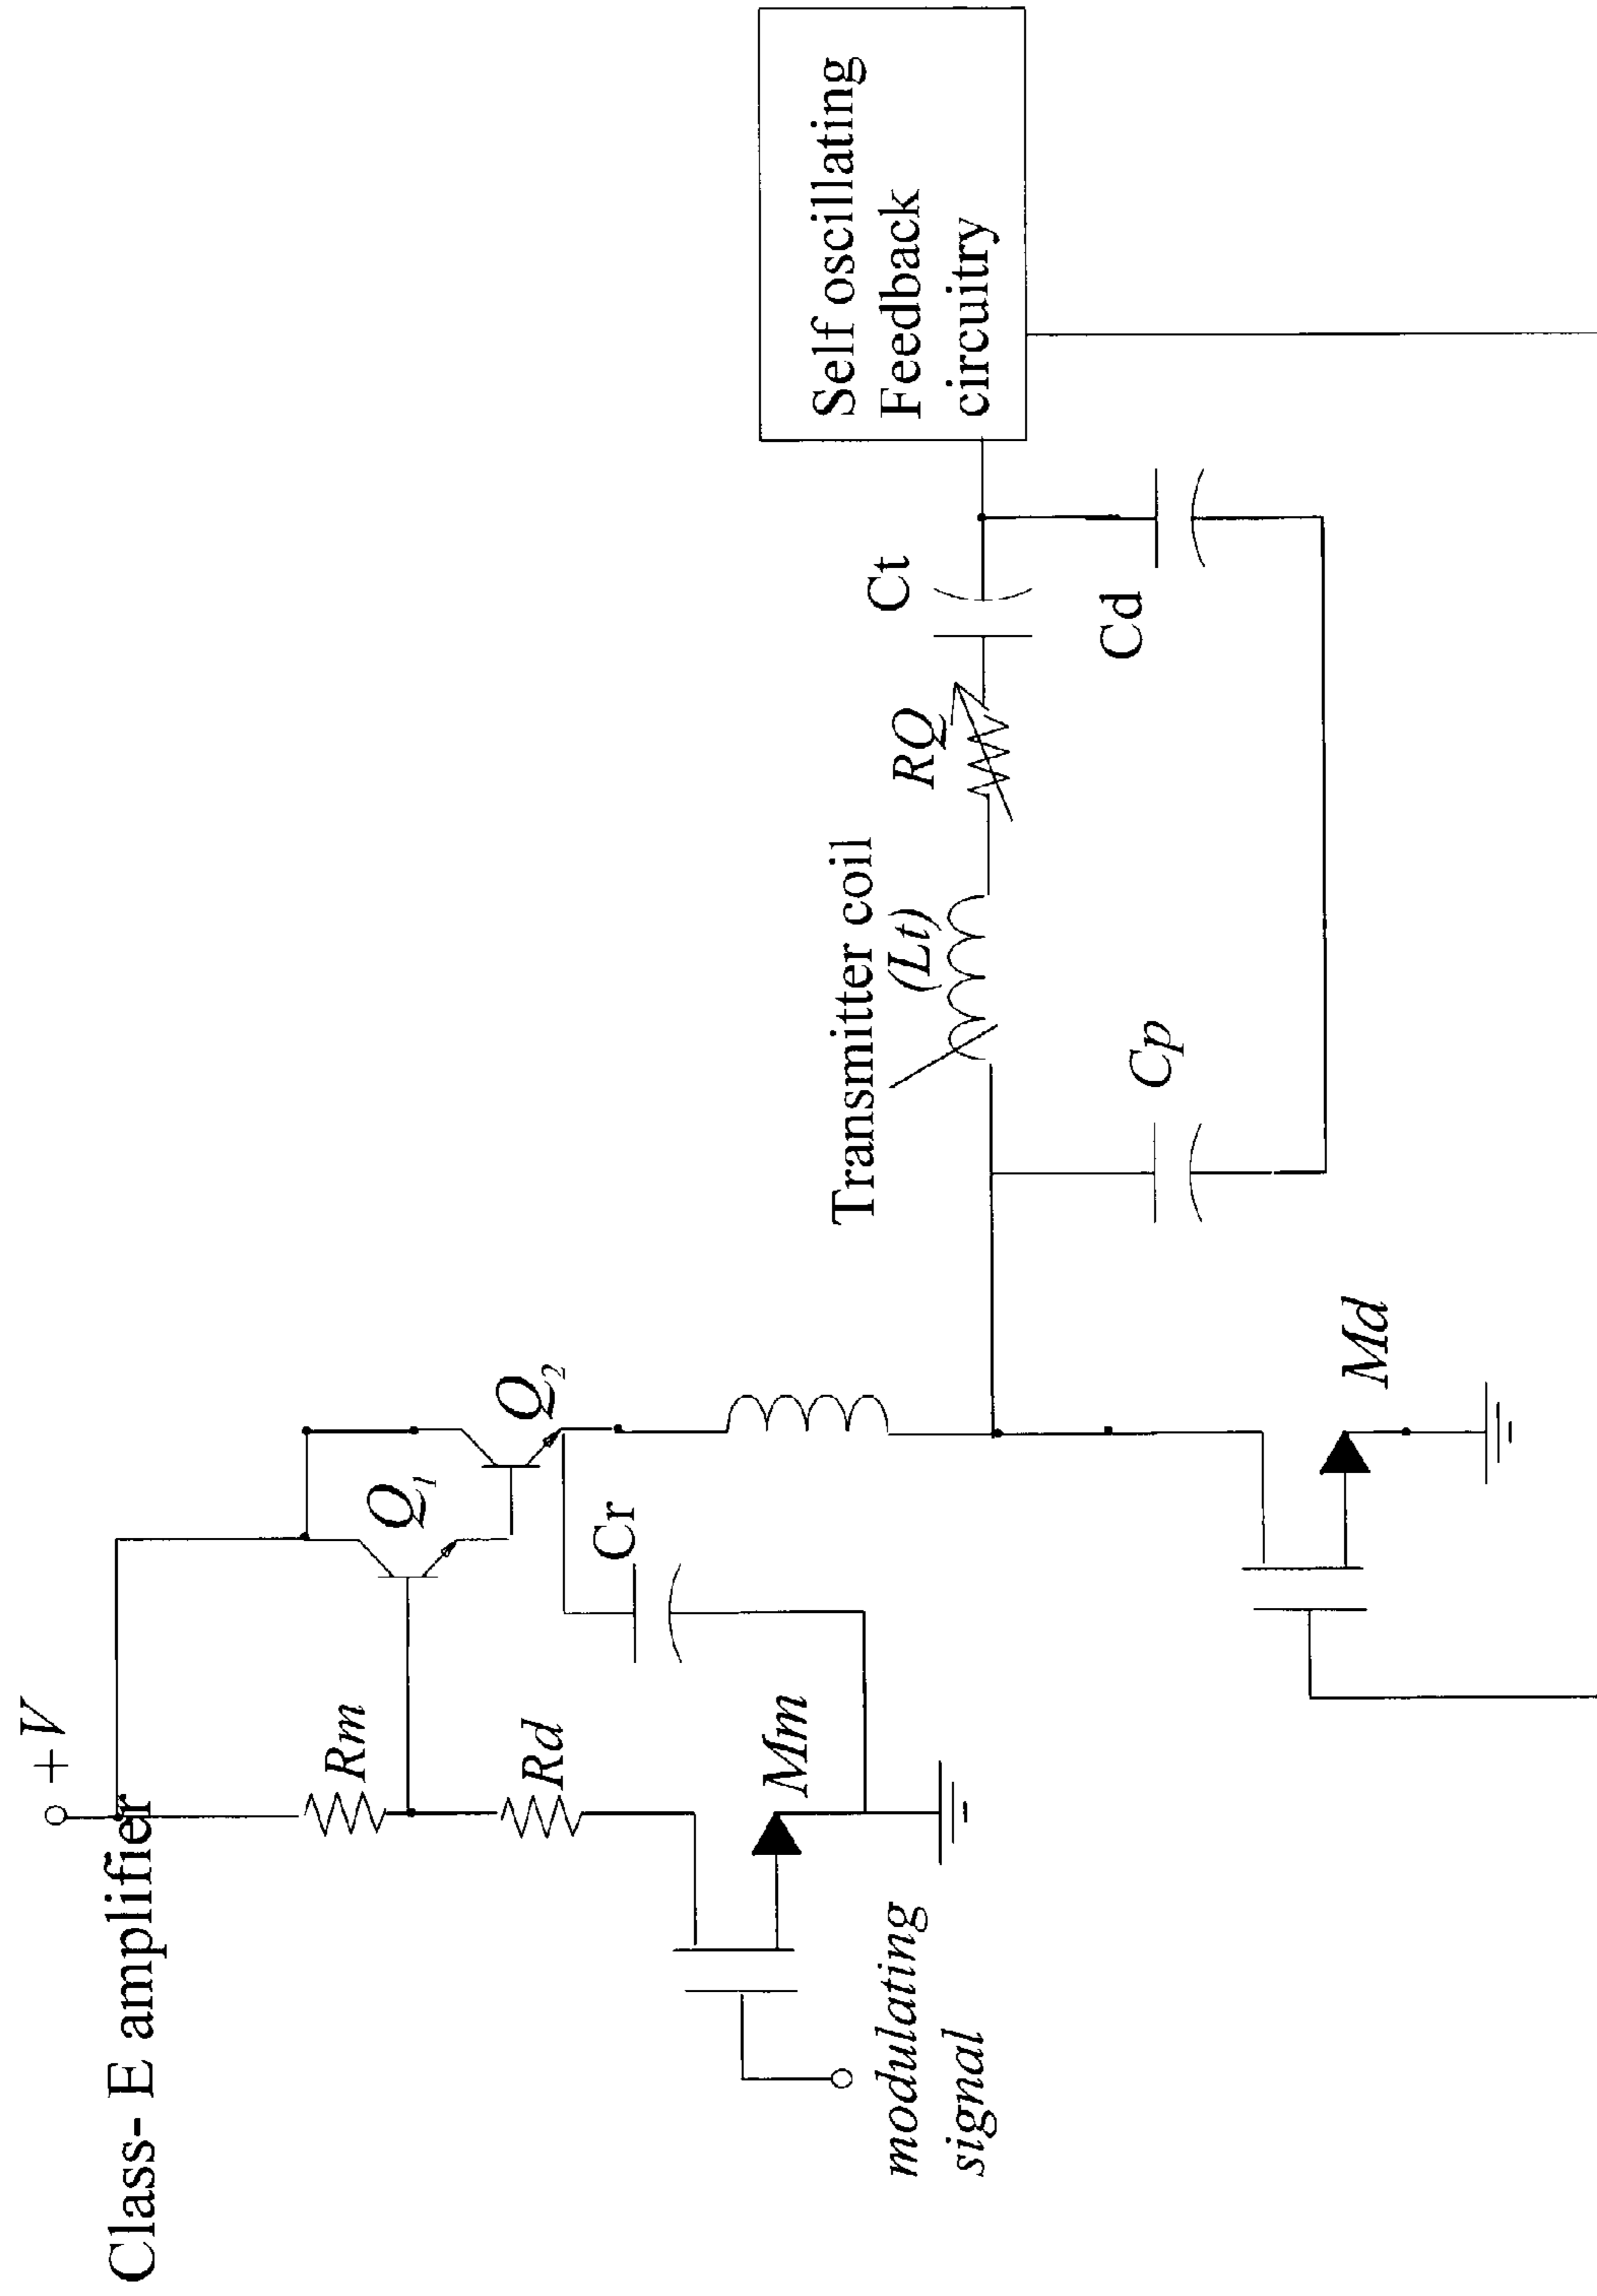 Class- E amplifier
+V
Rm
Rd
Mm
modulating
signal
Q1
Q2
Cr
Md
Transmitter coil
(Lt)
Cp
RQ
Ct
Cd
Self oscillating
Feedback
circuitry